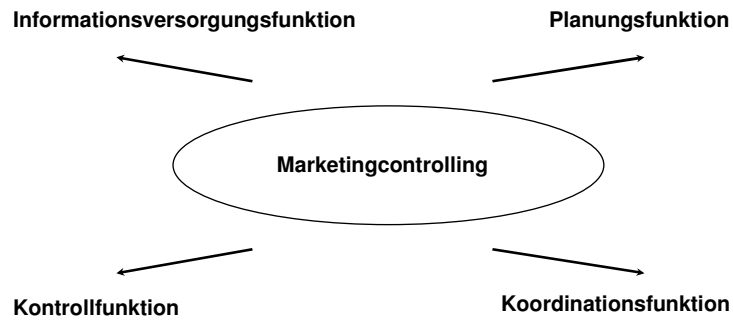 Informationsversorgungsfunktion
Planungsfunktion
Marketingcontrolling
Kontrollfunktion
Koordinationsfunktion